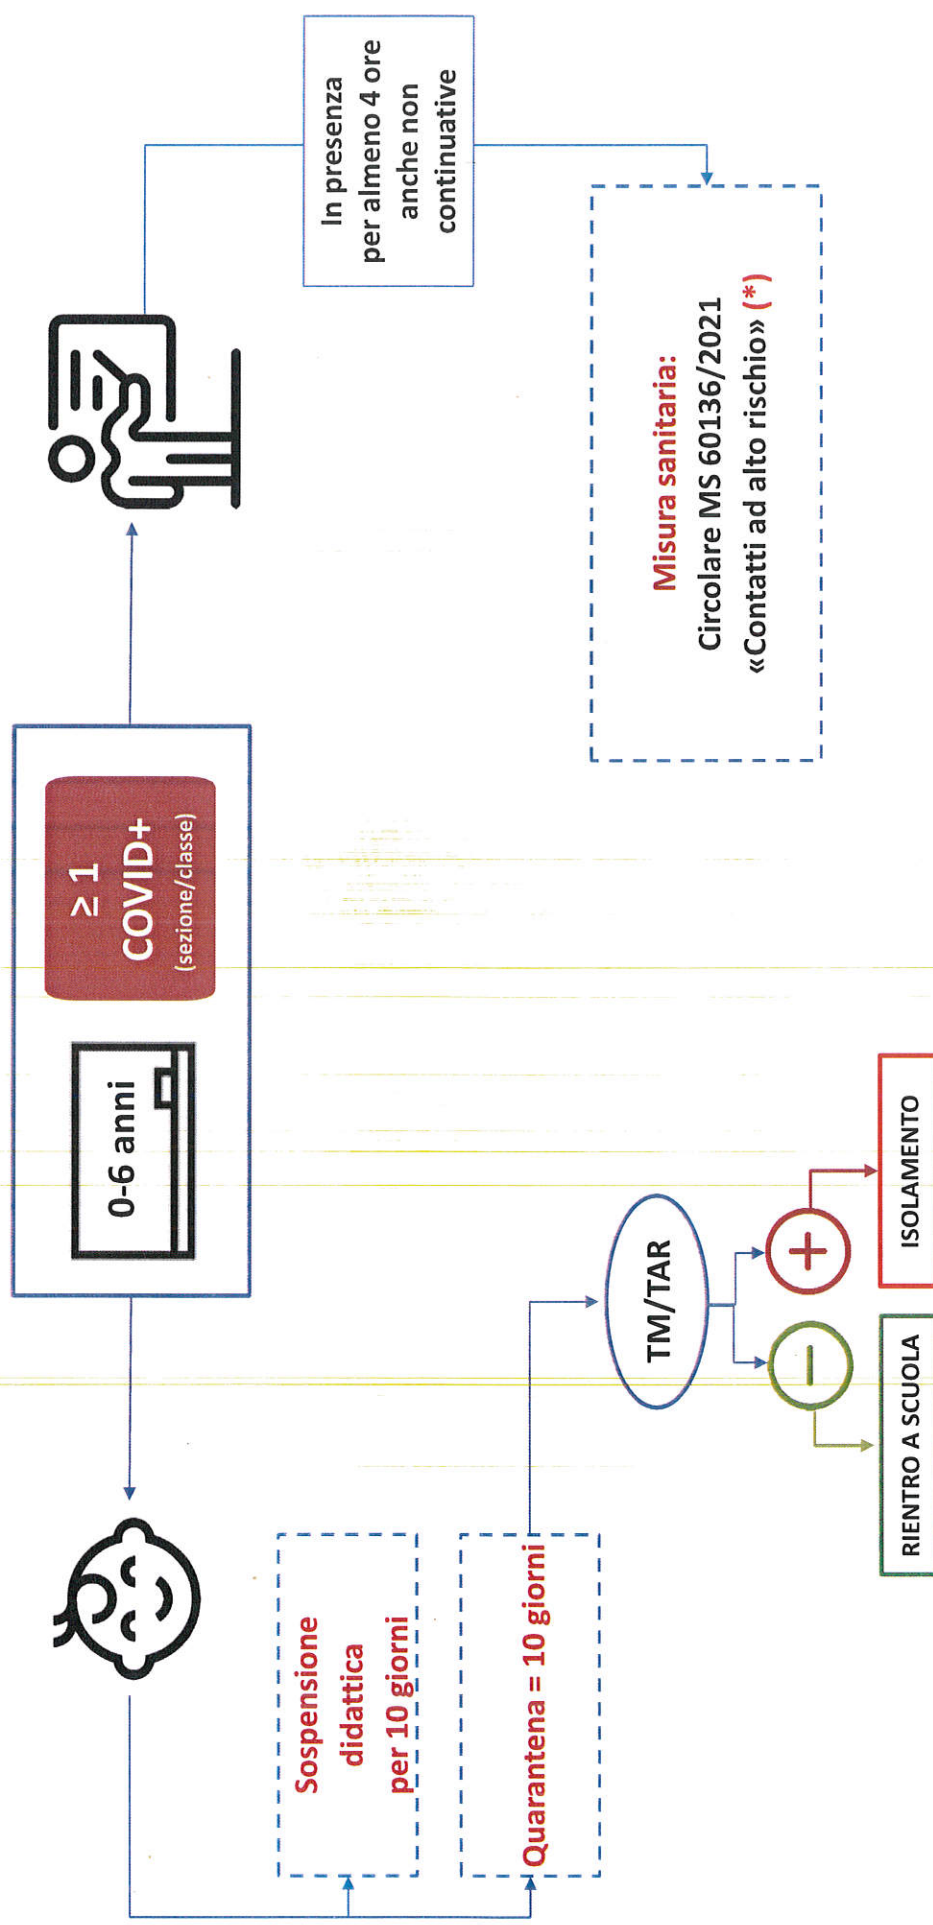 0-6 anni
≥ 1
COVID+
(sezione/classe)
Sospensione
didattica
per 10 giorni
Quarantena = 10 giorni
TM/TAR
−
+
RIENTRO A SCUOLA
ISOLAMENTO
In presenza
per almeno 4 ore
anche non
continuative
Misura sanitaria:
Circolare MS 60136/2021
«Contatti ad alto rischio» (*)